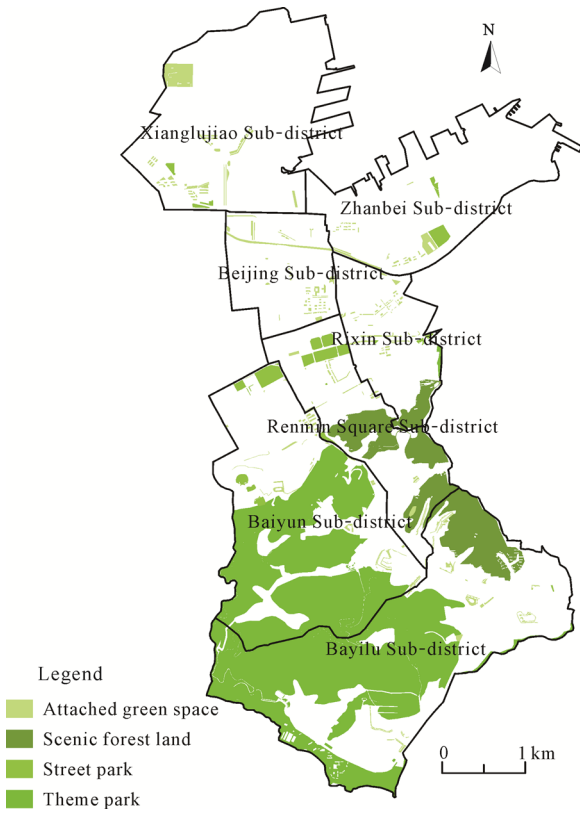 N
Xianglujiao Sub-district
Zhanbei Sub-district
Beijing Sub-district
Rixin Sub-district
Renmin Square Sub-district
Baiyun Sub-district
Bayilu Sub-district
Legend
Attached green space
Scenic forest land
Street park
Theme park
0 1 km